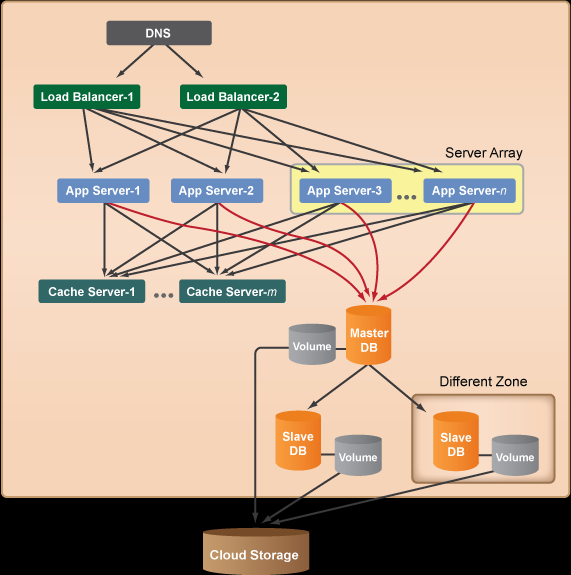 DNS
Load Balancer-1
Load Balancer-2
Server Array
App Server-1
App Server-2
App Server-3
...
App Server-n
Cache Server-1
...
Cache Server-m
Volume
Master
DB
Different Zone
Slave
DB
Volume
Slave
DB
Volume
Cloud Storage